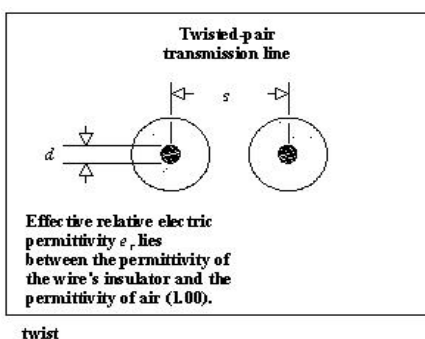 Twisted-pair
transmission line
s
d
Effective relative electric
permittivity e r lies
between the permittivity of
the wire's insulator and the
permittivity of air (1.00).
twist